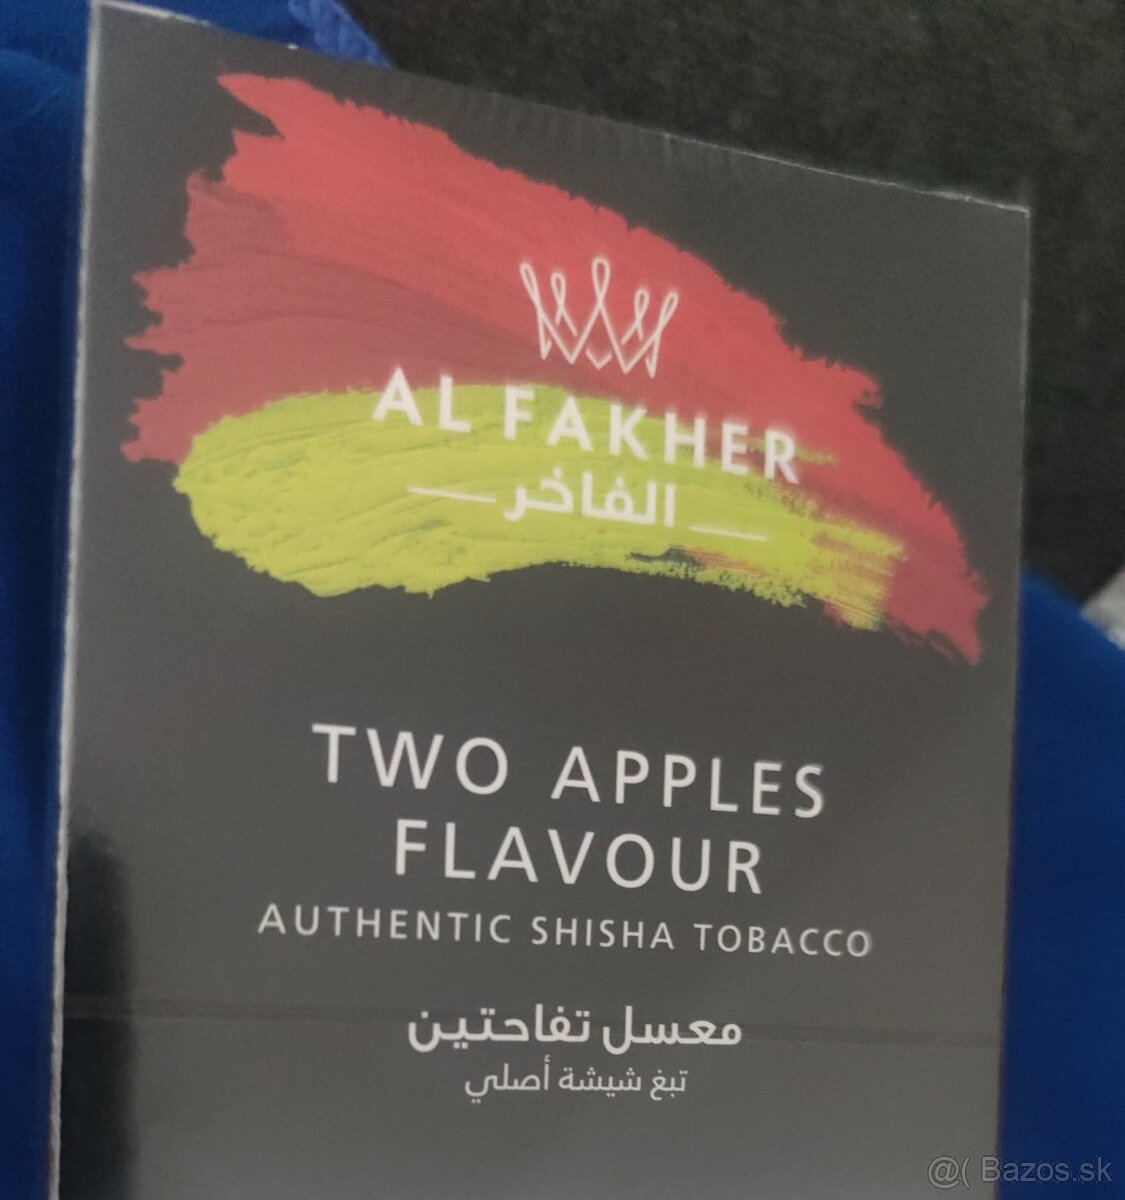 AL FAKHER
الفاخر
TWO APPLES
FLAVOUR
AUTHENTIC SHISHA TOBACCO
معسل تفاحتين
تبغ شيشة أصلي
@( Bazos.sk